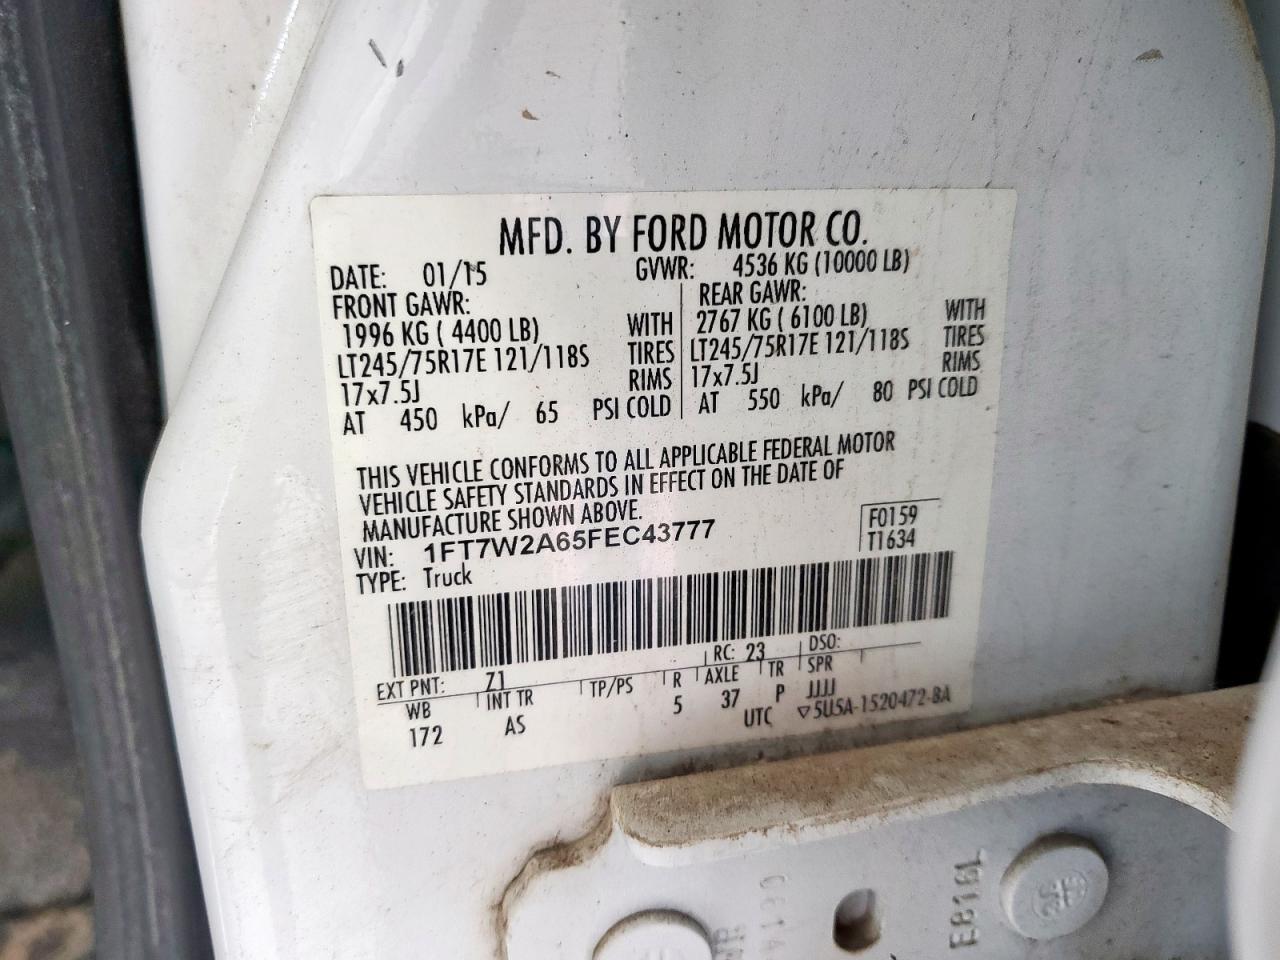 MFD. BY FORD MOTOR CO.
DATE: 01/15 GVWR: 4536 KG (10000 LB)
FRONT GAWR: REAR GAWR:
1996 KG ( 4400 LB) WITH 2767 KG ( 6100 LB) WITH
LT245/75R17E 121/118S TIRES LT245/75R17E 121/118S TIRES
17x7.5J RIMS 17x7.5J RIMS
AT 450 kPa/ 65 PSI COLD AT 550 kPa/ 80 PSI COLD
THIS VEHICLE CONFORMS TO ALL APPLICABLE FEDERAL MOTOR
VEHICLE SAFETY STANDARDS IN EFFECT ON THE DATE OF
MANUFACTURE SHOWN ABOVE.
VIN: 1FT7W2A65FEC43777 F0159
TYPE: Truck T1634
EXT PNT: Z1 RC: 23 DSO:
WB INT TR TP/PS R AXLE TR SPR
172 AS 5 37 P JJJJ
UTC ▽5U5A-1520472-BA
E816L